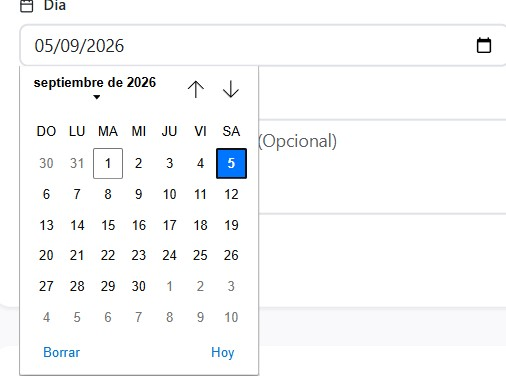 Día
05/09/2026
septiembre de 2026
DO LU MA MI JU VI SA
30 31 1 2 3 4 5
(Opcional)
6 7 8 9 10 11 12
13 14 15 16 17 18 19
20 21 22 23 24 25 26
27 28 29 30 1 2 3
4 5 6 7 8 9 10
Borrar Hoy